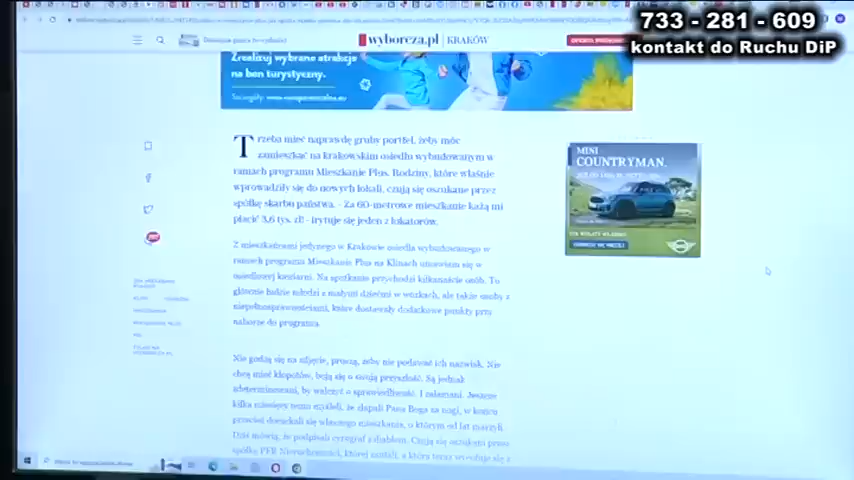 733 - 281 - 609
kontakt do Ruchu DiP
wyborcza.pl | KRAKÓW
Zrealizuj wybrane atrakcje
na bon turystyczny.
Trzeba mieć naprawdę gruby portfel, żeby móc
zamieszkać na krakowskim osiedlu wybudowanym w
ramach programu Mieszkanie Plus. Rodziny, które właśnie
wprowadziły się do nowych lokali, czują się oszukane przez
spółkę skarbu państwa. - Za 60-metrowe mieszkanie każą mi
płacić 3,6 tys. zł! - irytuje się jeden z lokatorów.
MINI
COUNTRYMAN.
Z mieszkańcami jedynego w Krakowie osiedla wybudowanego w
ramach programu Mieszkanie Plus na Klinach umawiam się w
osiedlowej kawiarni. Na spotkanie przychodzi kilkanaście osób. Tu
głównie ludzie młodzi z małymi dziećmi w wózkach, ale także osoby z
niepełnosprawnościami, które dostawały dodatkowe punkty przy
naborze do programu.
Nie godzą się na zdjęcie, proszą, żeby nie podawać ich nazwisk. Nie
chcą mieć kłopotów, boją się o swoją przyszłość. Są jednak
zdeterminowani, by walczyć o sprawiedliwość. I załamani. Jeszcze
kilka miesięcy temu myśleli, że złapali Pana Boga za nogi, w końcu
przecież doczekali się własnego mieszkania, o którym od lat marzyli.
Dziś mówią, że podpisali cyrograf z diabłem. Czują się oszukani przez
spółkę PFR Nieruchomości, której zaufali, a która teraz